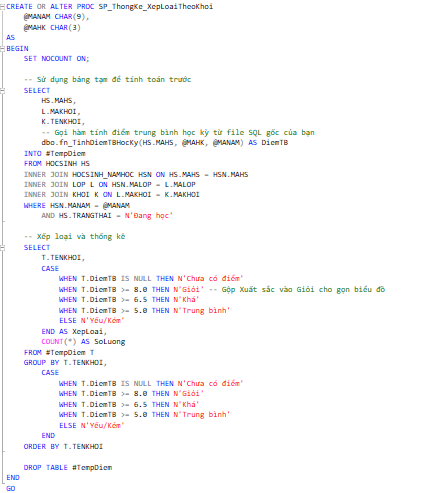 CREATE OR ALTER PROC SP_ThongKe_XepLoaiTheoKhoi
@MANAM CHAR(9),
@MAHK CHAR(3)
AS
BEGIN
SET NOCOUNT ON;
-- Sử dụng bảng tạm để tính toán trước
SELECT
HS.MAHS,
L.MAKHOI,
K.TENKHOI,
-- Gọi hàm tính điểm trung bình học kỳ từ file SQL gốc của bạn
dbo.fn_TinhDiemTBHocKy(HS.MAHS, @MAHK, @MANAM) AS DiemTB
INTO #TempDiem
FROM HOCSINH HS
INNER JOIN HOCSINH_NAMHOC HSN ON HS.MAHS = HSN.MAHS
INNER JOIN LOP L ON HSN.MALOP = L.MALOP
INNER JOIN KHOI K ON L.MAKHOI = K.MAKHOI
WHERE HSN.MANAM = @MANAM
AND HS.TRANGTHAI = N'Đang học'
-- Xếp loại và thống kê
SELECT
T.TENKHOI,
CASE
WHEN T.DiemTB IS NULL THEN N'Chưa có điểm'
WHEN T.DiemTB >= 8.0 THEN N'Giỏi' -- Gộp Xuất sắc vào Giỏi cho gọn biểu đồ
WHEN T.DiemTB >= 6.5 THEN N'Khá'
WHEN T.DiemTB >= 5.0 THEN N'Trung bình'
ELSE N'Yếu/Kém'
END AS XepLoai,
COUNT(*) AS SoLuong
FROM #TempDiem T
GROUP BY T.TENKHOI,
CASE
WHEN T.DiemTB IS NULL THEN N'Chưa có điểm'
WHEN T.DiemTB >= 8.0 THEN N'Giỏi'
WHEN T.DiemTB >= 6.5 THEN N'Khá'
WHEN T.DiemTB >= 5.0 THEN N'Trung bình'
ELSE N'Yếu/Kém'
END
ORDER BY T.TENKHOI
DROP TABLE #TempDiem
END
GO